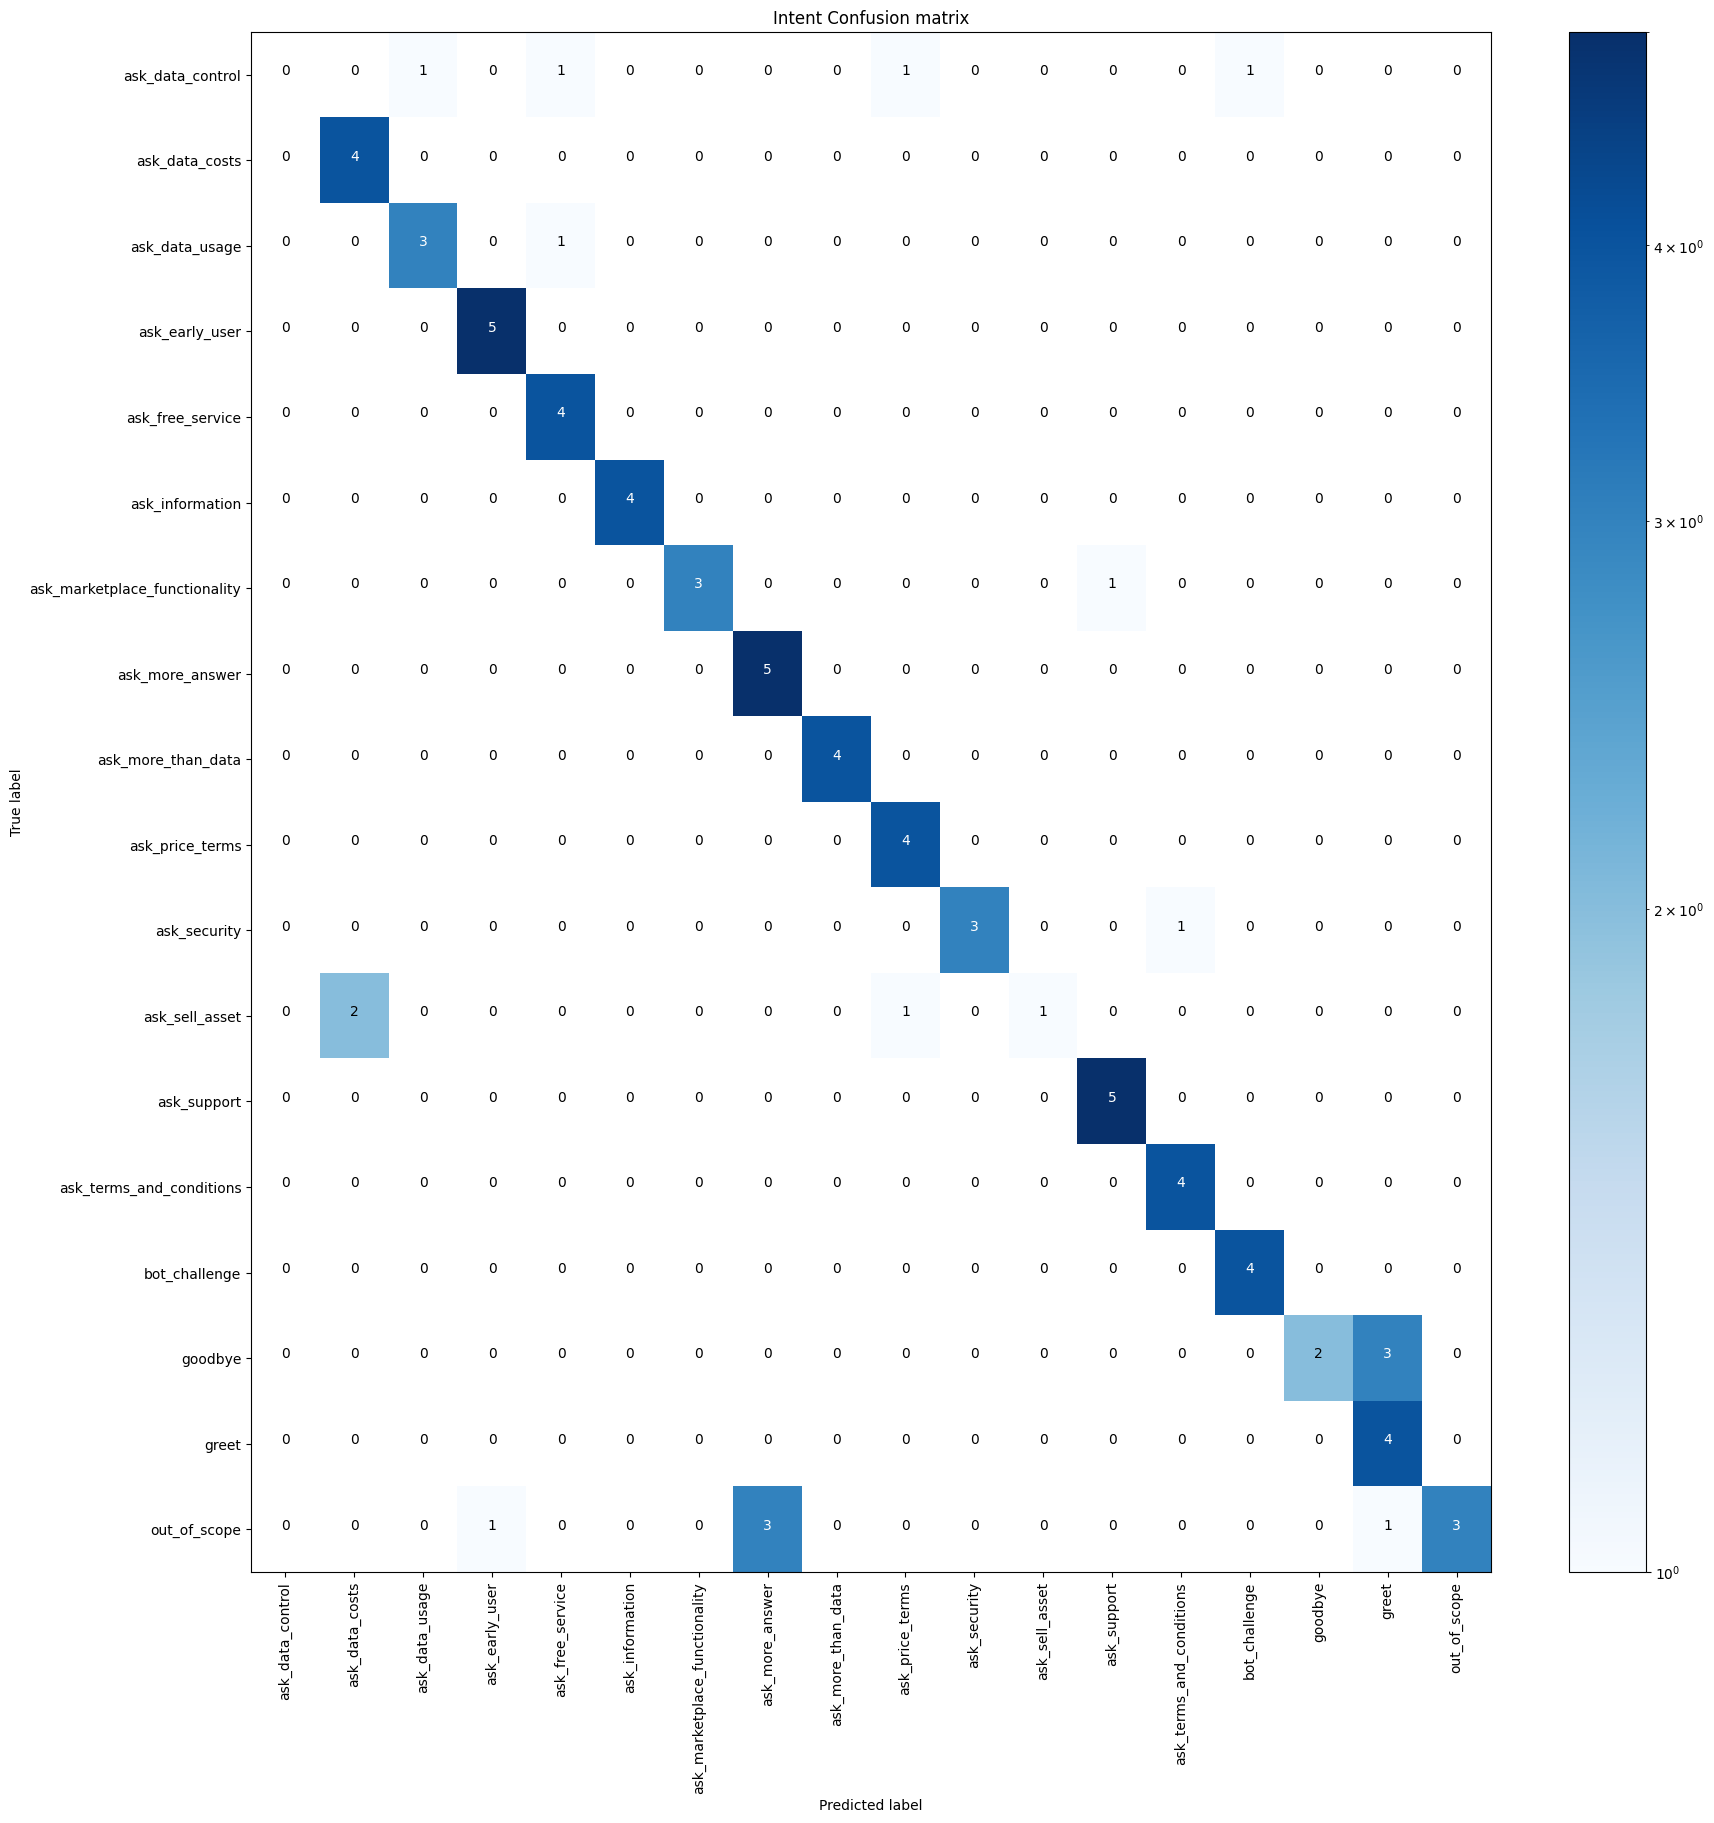 Intent Confusion matrix
ask_data_control 0 0 1 0 1 0 0 0 0 1 0 0 0 0 1 0 0 0
ask_data_costs 0 4 0 0 0 0 0 0 0 0 0 0 0 0 0 0 0 0
ask_data_usage 0 0 3 0 1 0 0 0 0 0 0 0 0 0 0 0 0 0
4 × 10⁰
ask_early_user 0 0 0 5 0 0 0 0 0 0 0 0 0 0 0 0 0 0
ask_free_service 0 0 0 0 4 0 0 0 0 0 0 0 0 0 0 0 0 0
ask_information 0 0 0 0 0 4 0 0 0 0 0 0 0 0 0 0 0 0
3 × 10⁰
ask_marketplace_functionality 0 0 0 0 0 0 3 0 0 0 0 0 1 0 0 0 0 0
ask_more_answer 0 0 0 0 0 0 0 5 0 0 0 0 0 0 0 0 0 0
ask_more_than_data 0 0 0 0 0 0 0 0 4 0 0 0 0 0 0 0 0 0
True label
ask_price_terms 0 0 0 0 0 0 0 0 0 4 0 0 0 0 0 0 0 0
2 × 10⁰
ask_security 0 0 0 0 0 0 0 0 0 0 3 0 0 1 0 0 0 0
ask_sell_asset 0 2 0 0 0 0 0 0 0 1 0 1 0 0 0 0 0 0
ask_support 0 0 0 0 0 0 0 0 0 0 0 0 5 0 0 0 0 0
ask_terms_and_conditions 0 0 0 0 0 0 0 0 0 0 0 0 0 4 0 0 0 0
bot_challenge 0 0 0 0 0 0 0 0 0 0 0 0 0 0 4 0 0 0
goodbye 0 0 0 0 0 0 0 0 0 0 0 0 0 0 0 2 3 0
greet 0 0 0 0 0 0 0 0 0 0 0 0 0 0 0 0 4 0
out_of_scope 0 0 0 1 0 0 0 3 0 0 0 0 0 0 0 0 1 3
10⁰
ask_data_control
ask_data_costs
ask_data_usage
ask_early_user
ask_free_service
ask_information
ask_marketplace_functionality
ask_more_answer
ask_more_than_data
ask_price_terms
ask_security
ask_sell_asset
ask_support
ask_terms_and_conditions
bot_challenge
goodbye
greet
out_of_scope
Predicted label